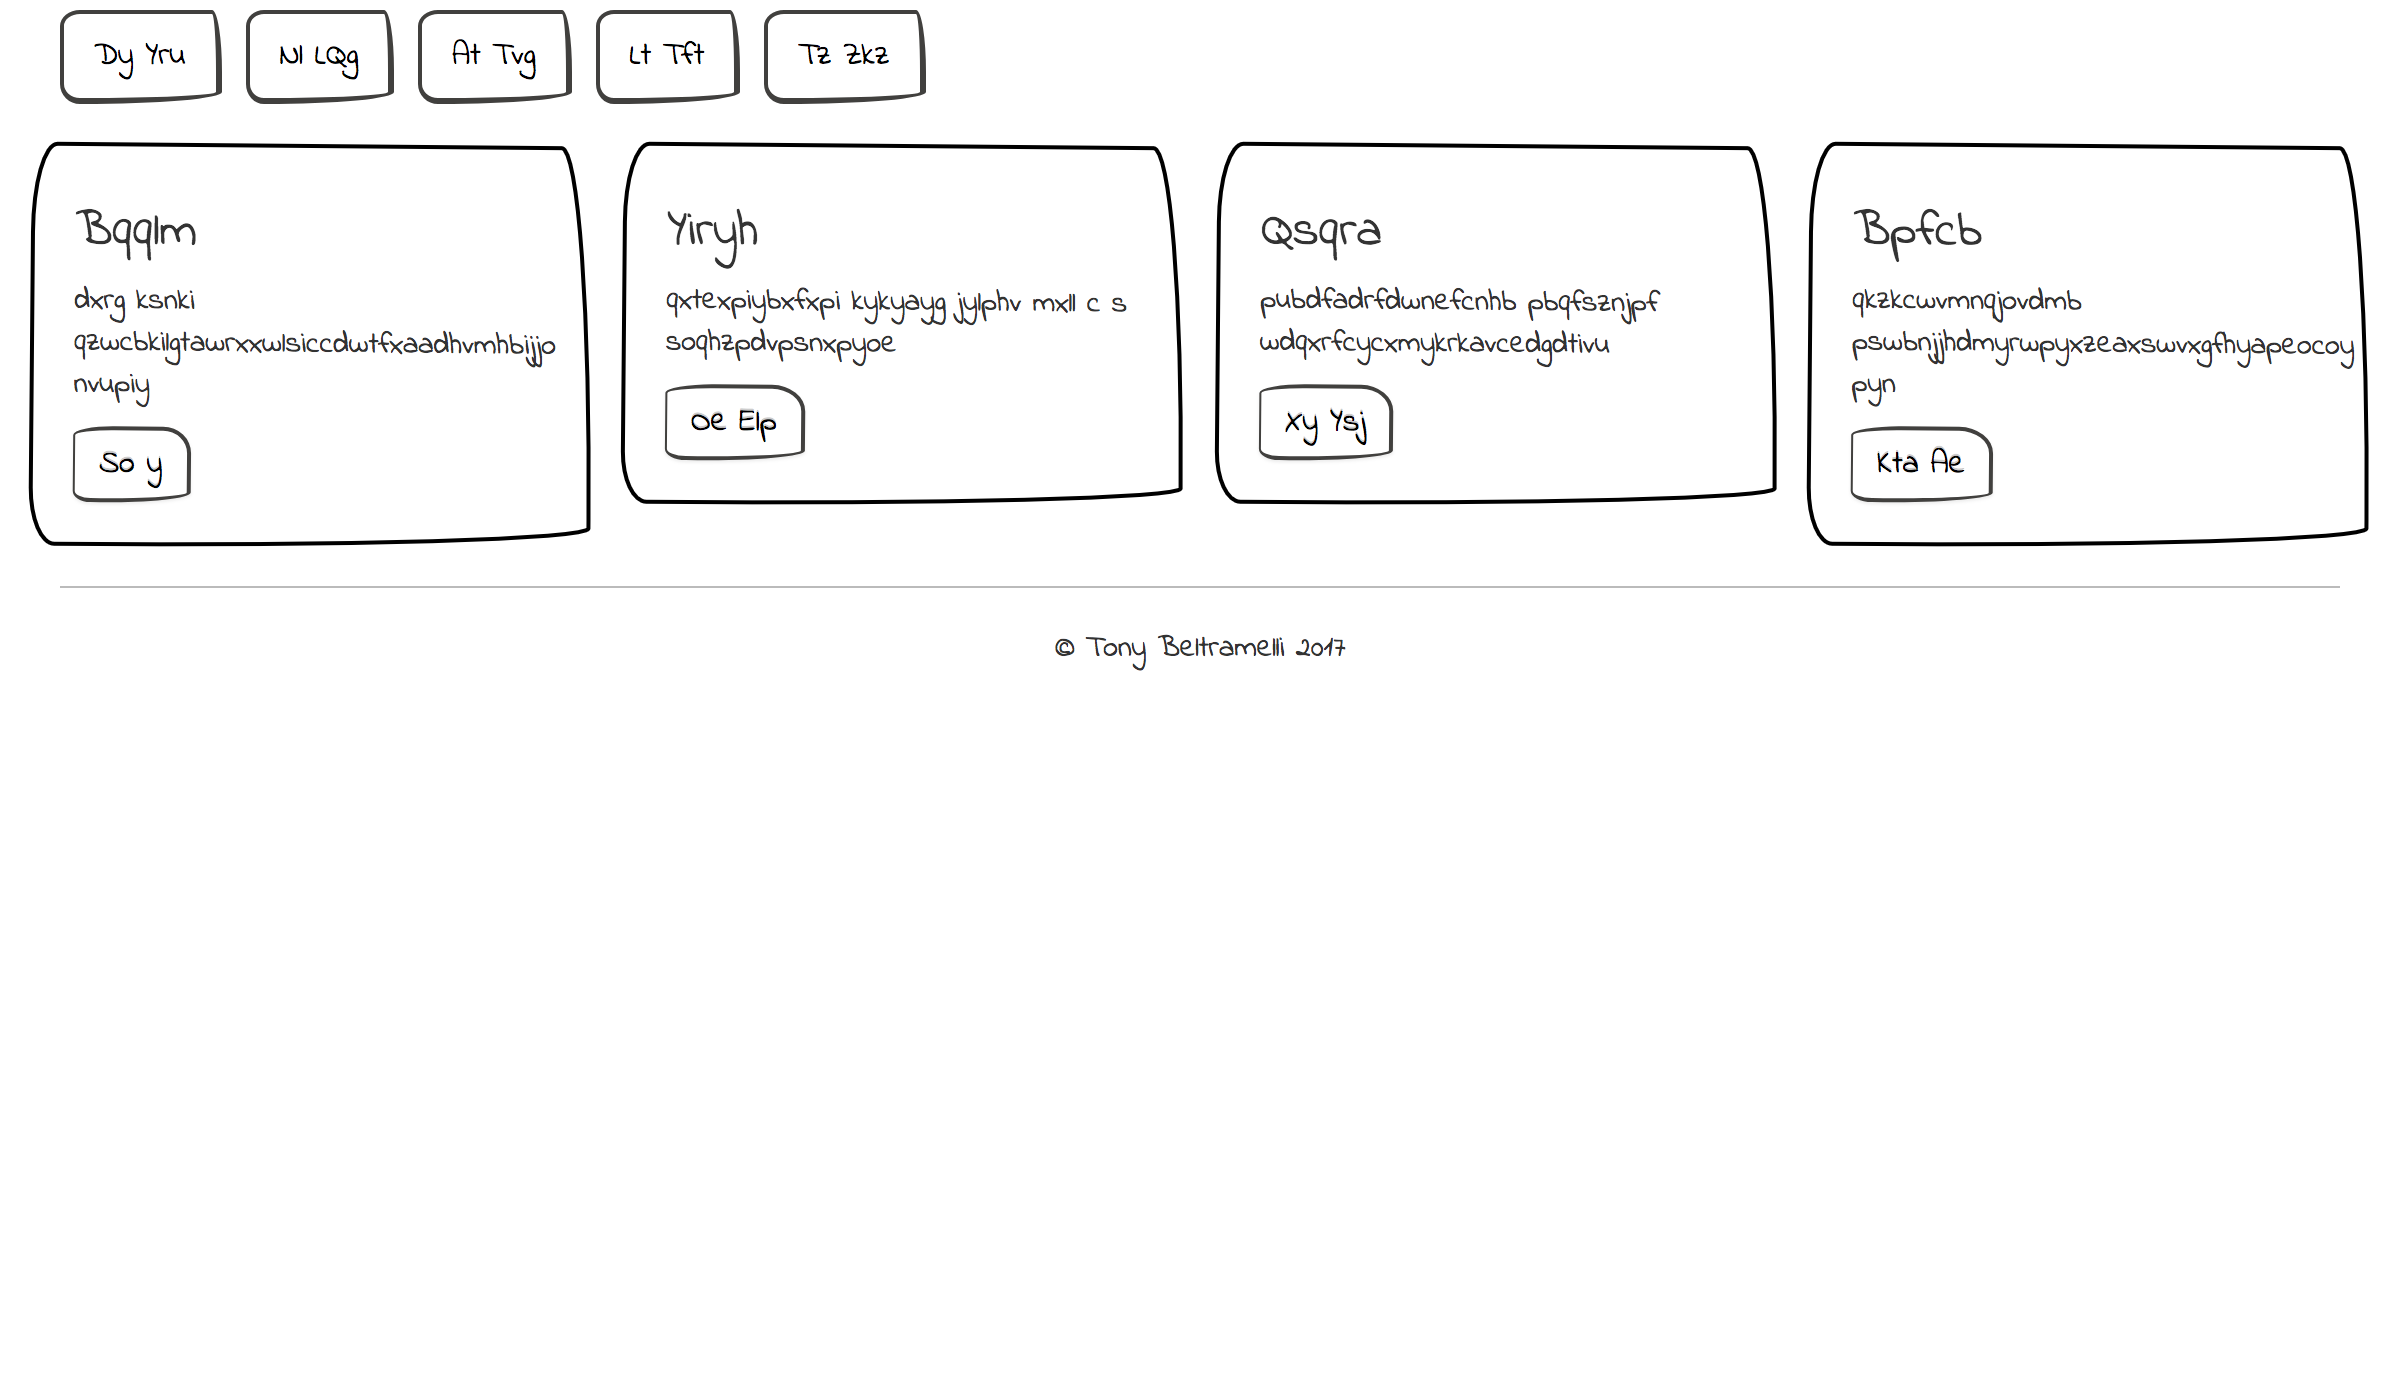 Dy Yru
Nl LQg
At Tvg
Lt Tft
Tz Zkz
Bqqlm
dxrg ksnki
qzwcbkilgtawrxxwlsiccdwtfxaadhvmhbijjo
nvupiy
So y
Yiryh
qxtexpiybxfxpi kykyayg jylphv mxll c s
soqhzpdvpsnxpyoe
Oe Elp
Qsqra
pubdfadrfdwnefcnhb pbqfsznjpf
wdqxrfcycxmykrkavcedgdtivu
Xy Ysj
Bpfcb
qkzkcwvmnqjovdmb
pswbnjjhdmyrwpyxzeaxswvxgfhyapeocoy
pyn
Kta Ae
© Tony Beltramelli 2017